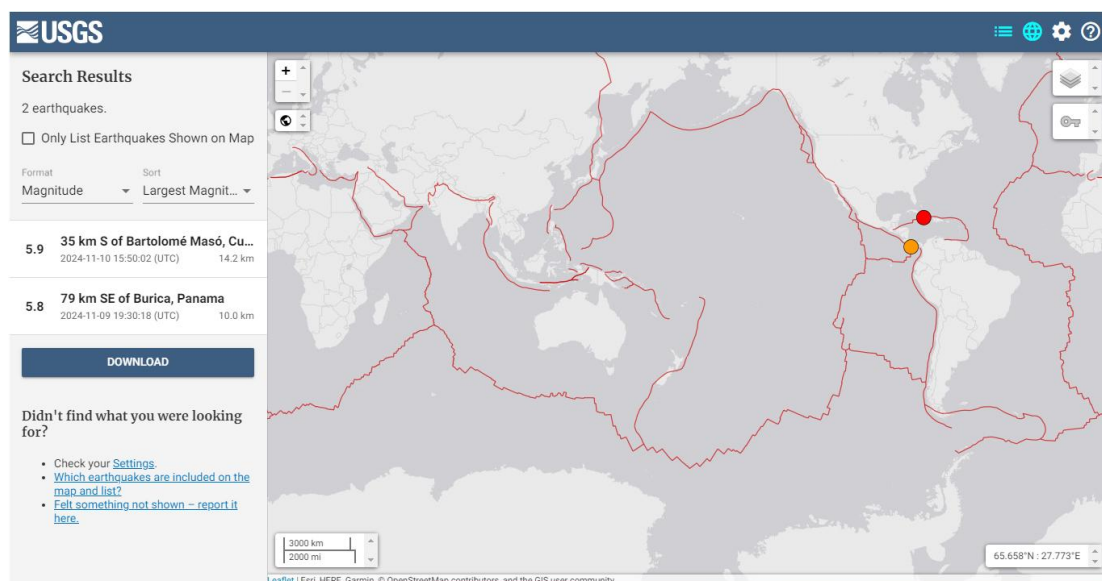 USGS
Search Results
2 earthquakes.
Only List Earthquakes Shown on Map
Format
Sort
Magnitude
Largest Magnit...
5.9
35 km S of Bartolomé Masó, Cu...
2024-11-10 15:50:02 (UTC) 14.2 km
5.8
79 km SE of Burica, Panama
2024-11-09 19:30:18 (UTC) 10.0 km
DOWNLOAD
Didn't find what you were looking
for?
• Check your Settings.
• Which earthquakes are included on the
map and list?
• Felt something not shown – report it
here.
+
−
3000 km
2000 mi
65.658°N : 27.773°E
Leaflet | Esri, HERE, Garmin, © OpenStreetMap contributors, and the GIS user community